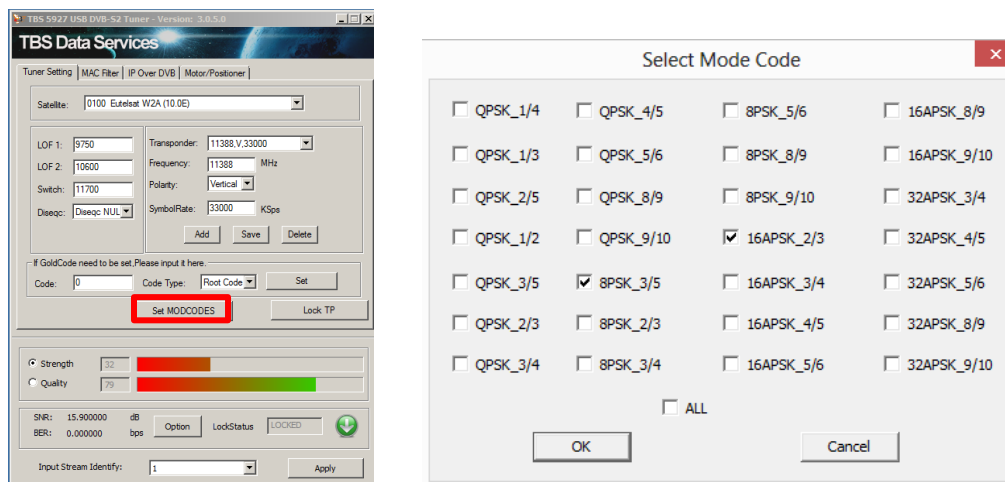 TBS 5927 USB DVB-S2 Tuner - Version: 3.0.5.0
TBS Data Services
Tuner Setting MAC Filter IP Over DVB Motor/Positioner
Satellite: 0100 Eutelsat W2A (10.0E)
LOF 1: 9750
LOF 2: 10600
Switch: 11700
Diseqc: Diseqc NUL
Transponder: 11388,V,33000
Frequency: 11388 MHz
Polarty: Vertical
SymbolRate: 33000 KSps
Add Save Delete
If GoldCode need to be set,Please input it here.
Code: 0 Code Type: Root Code Set
Set MODCODES Lock TP
Strength 32
Quality 79
SNR: 15.900000 dB
BER: 0.000000 bps
Option LockStatus LOCKED
Input Stream Identify: 1 Apply
Select Mode Code
QPSK_1/4 QPSK_4/5 8PSK_5/6 16APSK_8/9
QPSK_1/3 QPSK_5/6 8PSK_8/9 16APSK_9/10
QPSK_2/5 QPSK_8/9 8PSK_9/10 32APSK_3/4
QPSK_1/2 QPSK_9/10 16APSK_2/3 32APSK_4/5
QPSK_3/5 8PSK_3/5 16APSK_3/4 32APSK_5/6
QPSK_2/3 8PSK_2/3 16APSK_4/5 32APSK_8/9
QPSK_3/4 8PSK_3/4 16APSK_5/6 32APSK_9/10
ALL
OK Cancel